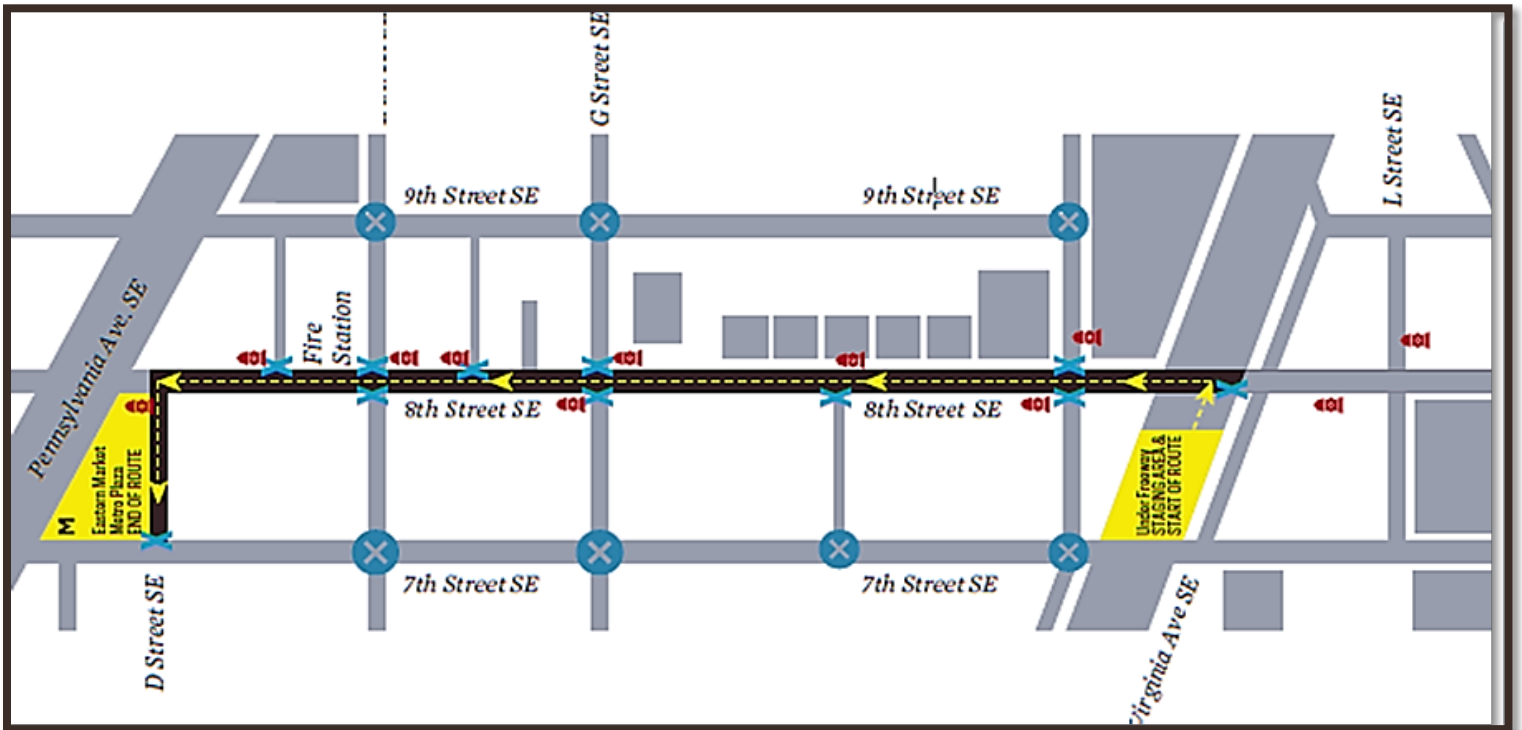 G Street SE
L Street SE
9th Street SE
9th Street SE
Pennsylvania Ave. SE
Fire
Station
8th Street SE
8th Street SE
M
Eastern Market
Metro Plaza
END OF ROUTE
Under Freeway
STAGING AREA &
START OF ROUTE
7th Street SE
7th Street SE
D Street SE
Virginia Ave SE